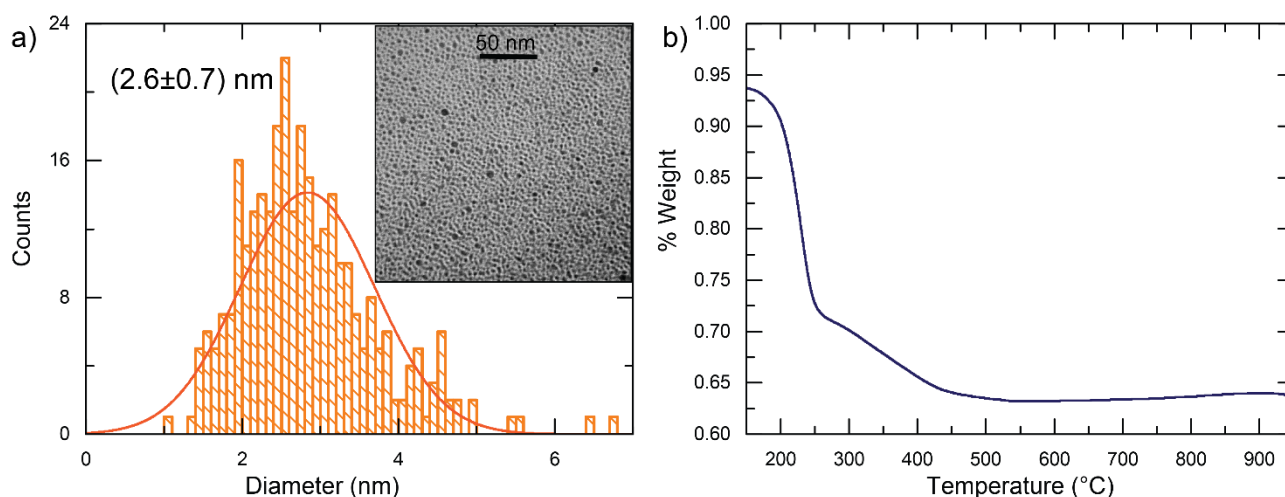 a)
(2.6±0.7) nm
50 nm
24
16
8
0
Counts
0 2 4 6
Diameter (nm)
b)
1.00
0.95
0.90
0.85
0.80
0.75
0.70
0.65
0.60
% Weight
200 300 400 500 600 700 800 900
Temperature (°C)